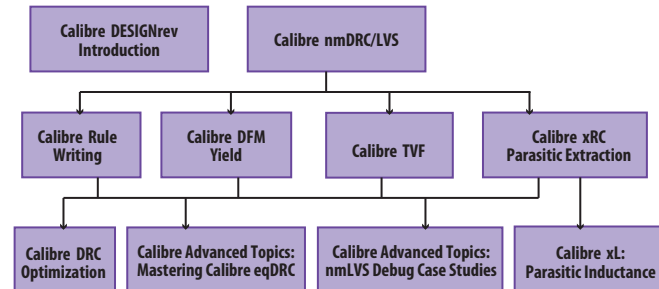 Calibre DESIGNrev
Introduction
Calibre nmDRC/LVS
Calibre Rule
Writing
Calibre DFM
Yield
Calibre TVF
Calibre xRC
Parasitic Extraction
Calibre DRC
Optimization
Calibre Advanced Topics:
Mastering Calibre eqDRC
Calibre Advanced Topics:
nmLVS Debug Case Studies
Calibre xL:
Parasitic Inductance